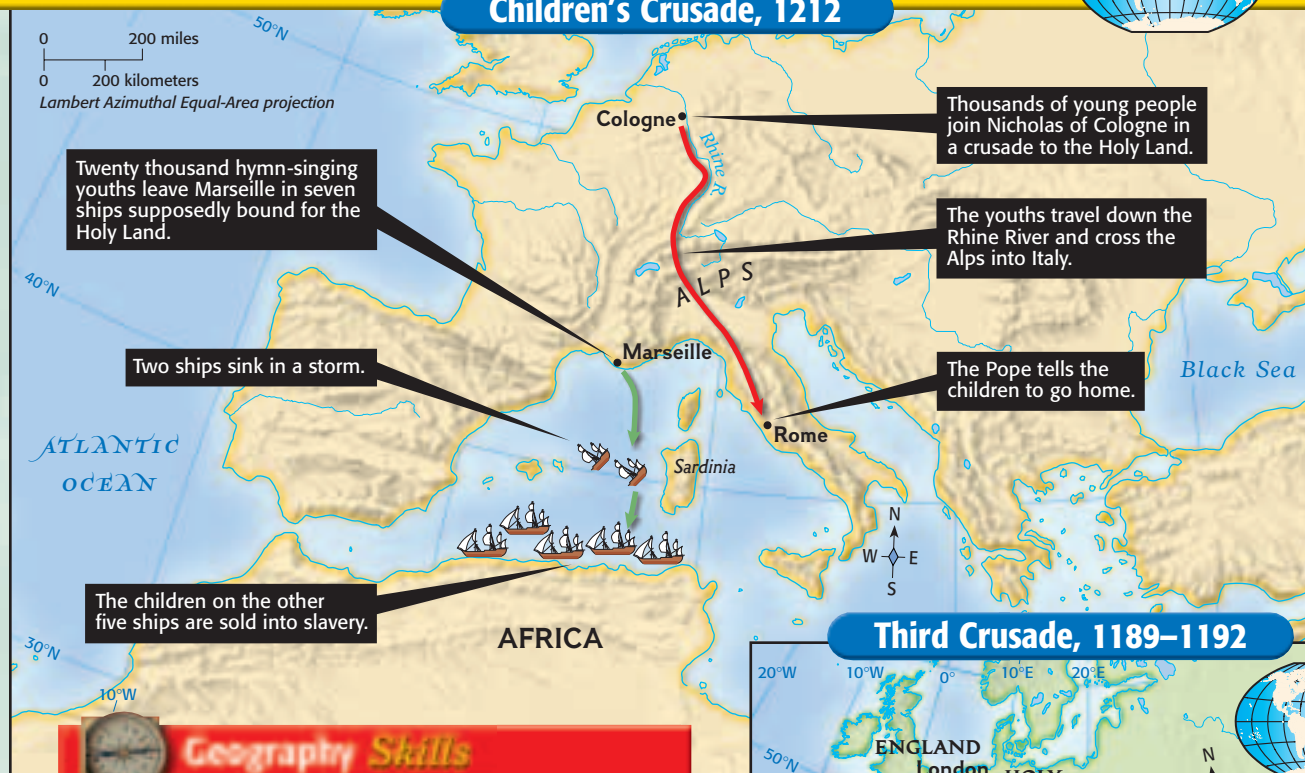 Children's Crusade, 1212
50°N
0 200 miles
0 200 kilometers
Lambert Azimuthal Equal-Area projection
Cologne
Rhine R.
Thousands of young people
join Nicholas of Cologne in
a crusade to the Holy Land.
Twenty thousand hymn-singing
youths leave Marseille in seven
ships supposedly bound for the
Holy Land.
The youths travel down the
Rhine River and cross the
Alps into Italy.
40°N
ALPS
Marseille
Two ships sink in a storm.
The Pope tells the
children to go home.
Black Sea
Rome
ATLANTIC
OCEAN
Sardinia
N
W E
S
The children on the other
five ships are sold into slavery.
AFRICA
30°N
10°W
Third Crusade, 1189–1192
20°W 10°W 0° 10°E 20°E
Geography Skills
50°N
ENGLAND
London
HOLY
N